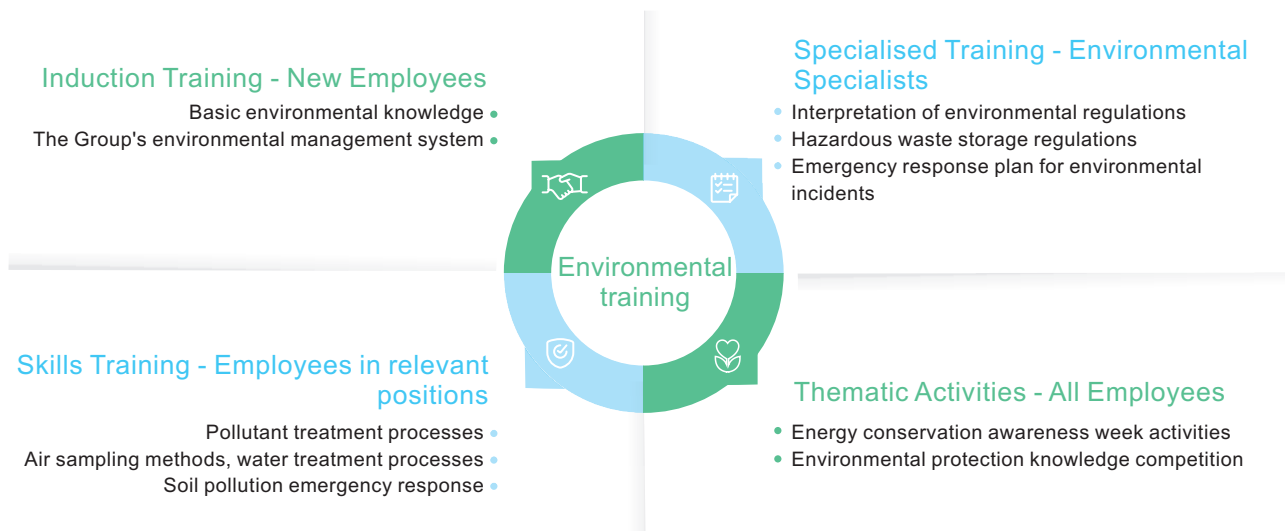 Induction Training - New Employees
Basic environmental knowledge
The Group's environmental management system
Specialised Training - Environmental
Specialists
Interpretation of environmental regulations
Hazardous waste storage regulations
Emergency response plan for environmental
incidents
Environmental
training
Skills Training - Employees in relevant
positions
Pollutant treatment processes
Air sampling methods, water treatment processes
Soil pollution emergency response
Thematic Activities - All Employees
Energy conservation awareness week activities
Environmental protection knowledge competition